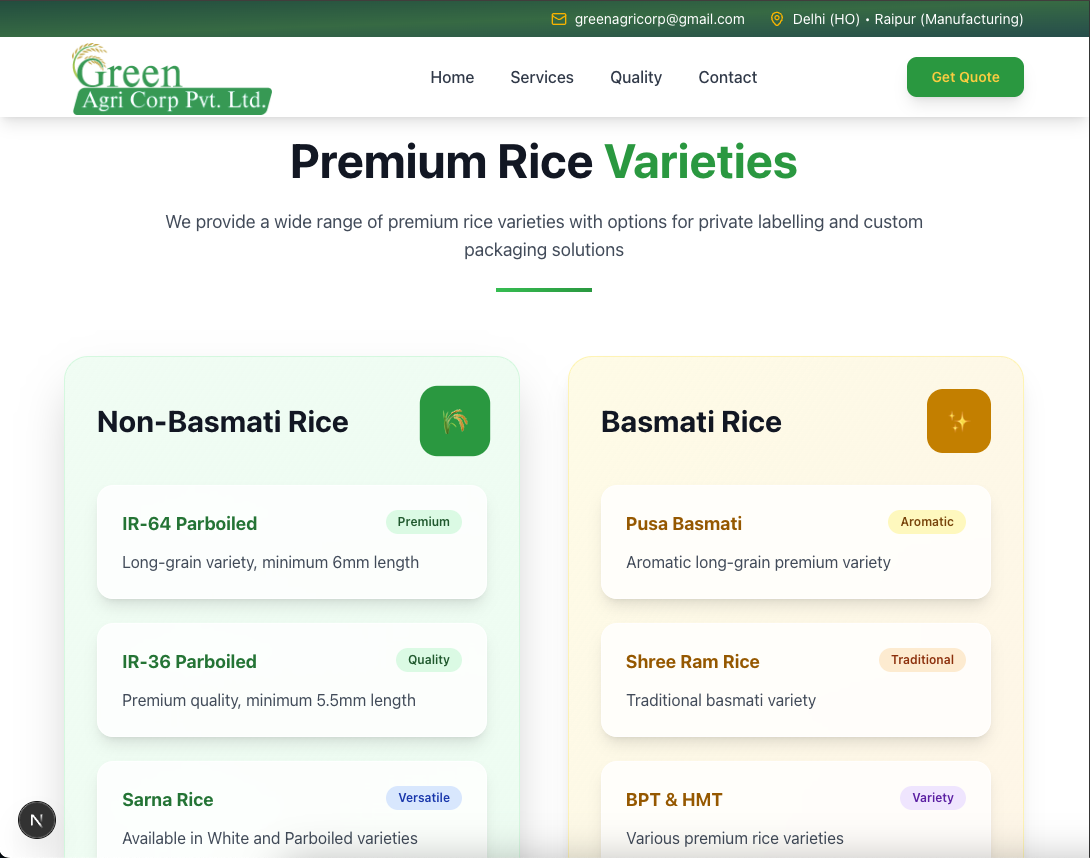 greenagricorp@gmail.com
Delhi (HO) • Raipur (Manufacturing)
Green
Agri Corp Pvt. Ltd.
Home
Services
Quality
Contact
Get Quote
Premium Rice Varieties
We provide a wide range of premium rice varieties with options for private labelling and custom
packaging solutions
Non-Basmati Rice
IR-64 Parboiled
Premium
Long-grain variety, minimum 6mm length
IR-36 Parboiled
Quality
Premium quality, minimum 5.5mm length
Sarna Rice
Versatile
Available in White and Parboiled varieties
Basmati Rice
Pusa Basmati
Aromatic
Aromatic long-grain premium variety
Shree Ram Rice
Traditional
Traditional basmati variety
BPT & HMT
Variety
Various premium rice varieties
N